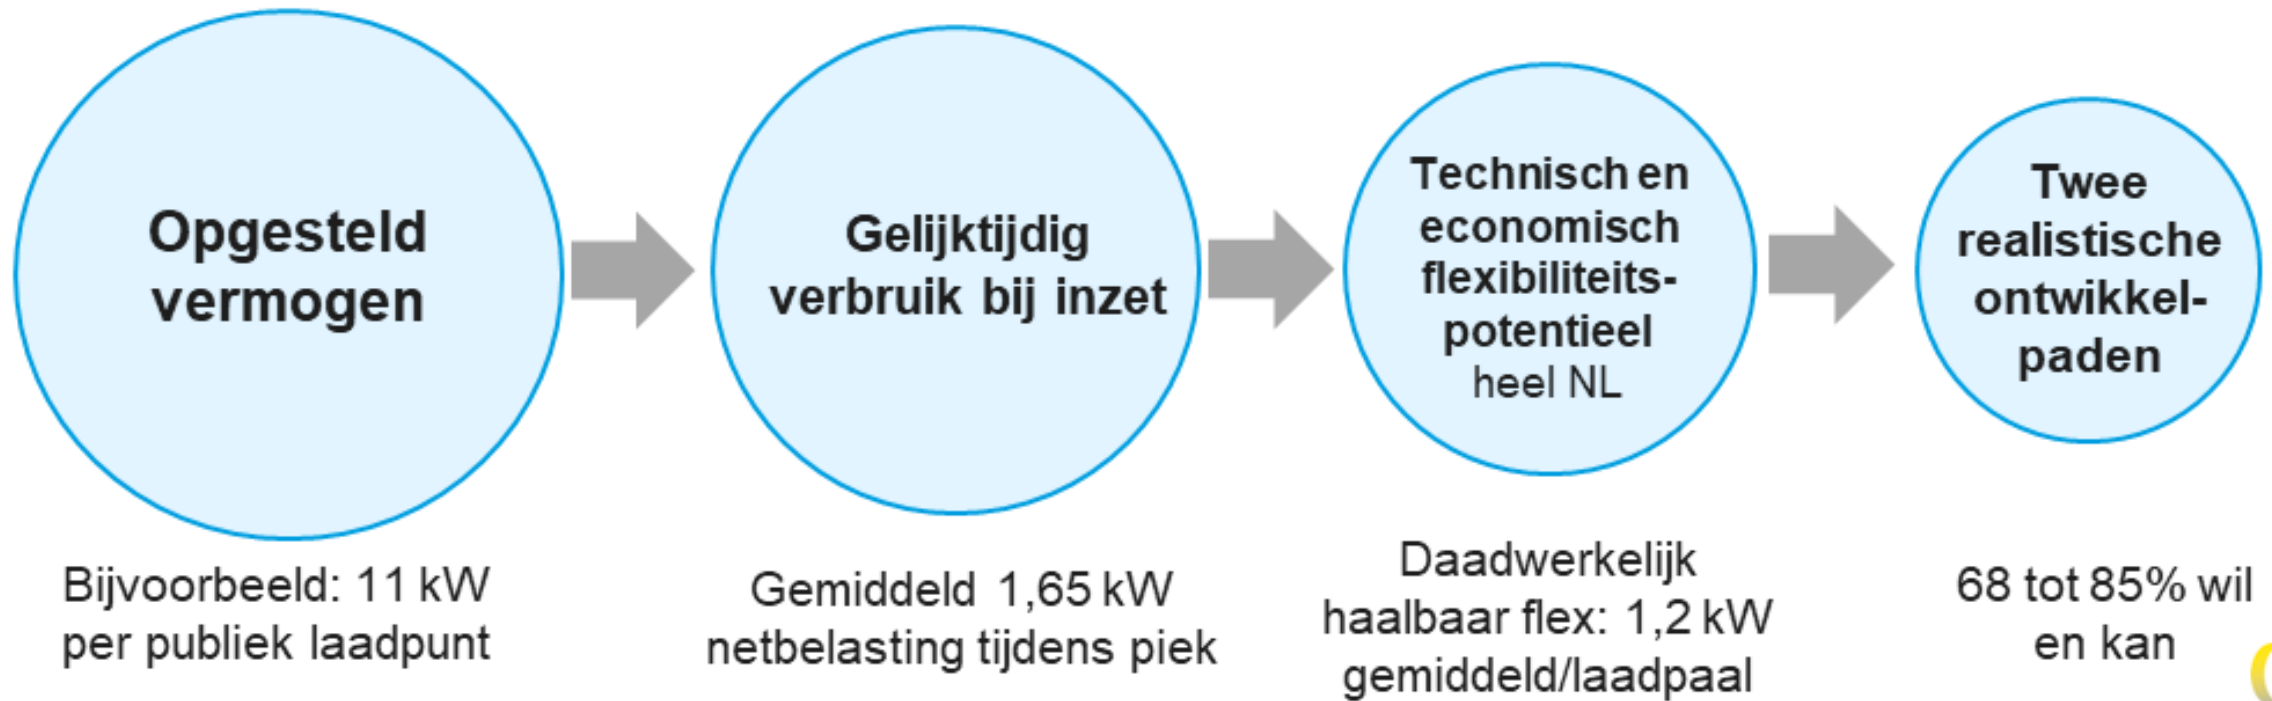 Opgesteld
vermogen
Gelijktijdig
verbruik bij inzet
Technisch en
economisch
flexibiliteits-
potentieel
heel NL
Twee
realistische
ontwikkel-
paden
Bijvoorbeeld: 11 kW
per publiek laadpunt
Gemiddeld 1,65 kW
netbelasting tijdens piek
Daadwerkelijk
haalbaar flex: 1,2 kW
gemiddeld/laadpaal
68 tot 85% wil
en kan